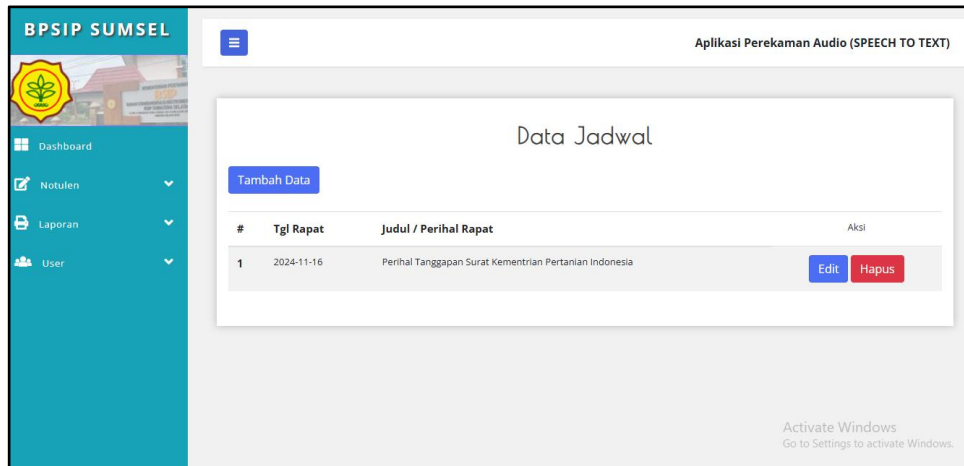 BPSIP SUMSEL
Aplikasi Perekaman Audio (SPEECH TO TEXT)
Dashboard
Notulen
Laporan
User
Data Jadwal
Tambah Data
# Tgl Rapat Judul / Perihal Rapat Aksi
1 2024-11-16 Perihal Tanggapan Surat Kementrian Pertanian Indonesia Edit Hapus
Activate Windows
Go to Settings to activate Windows.